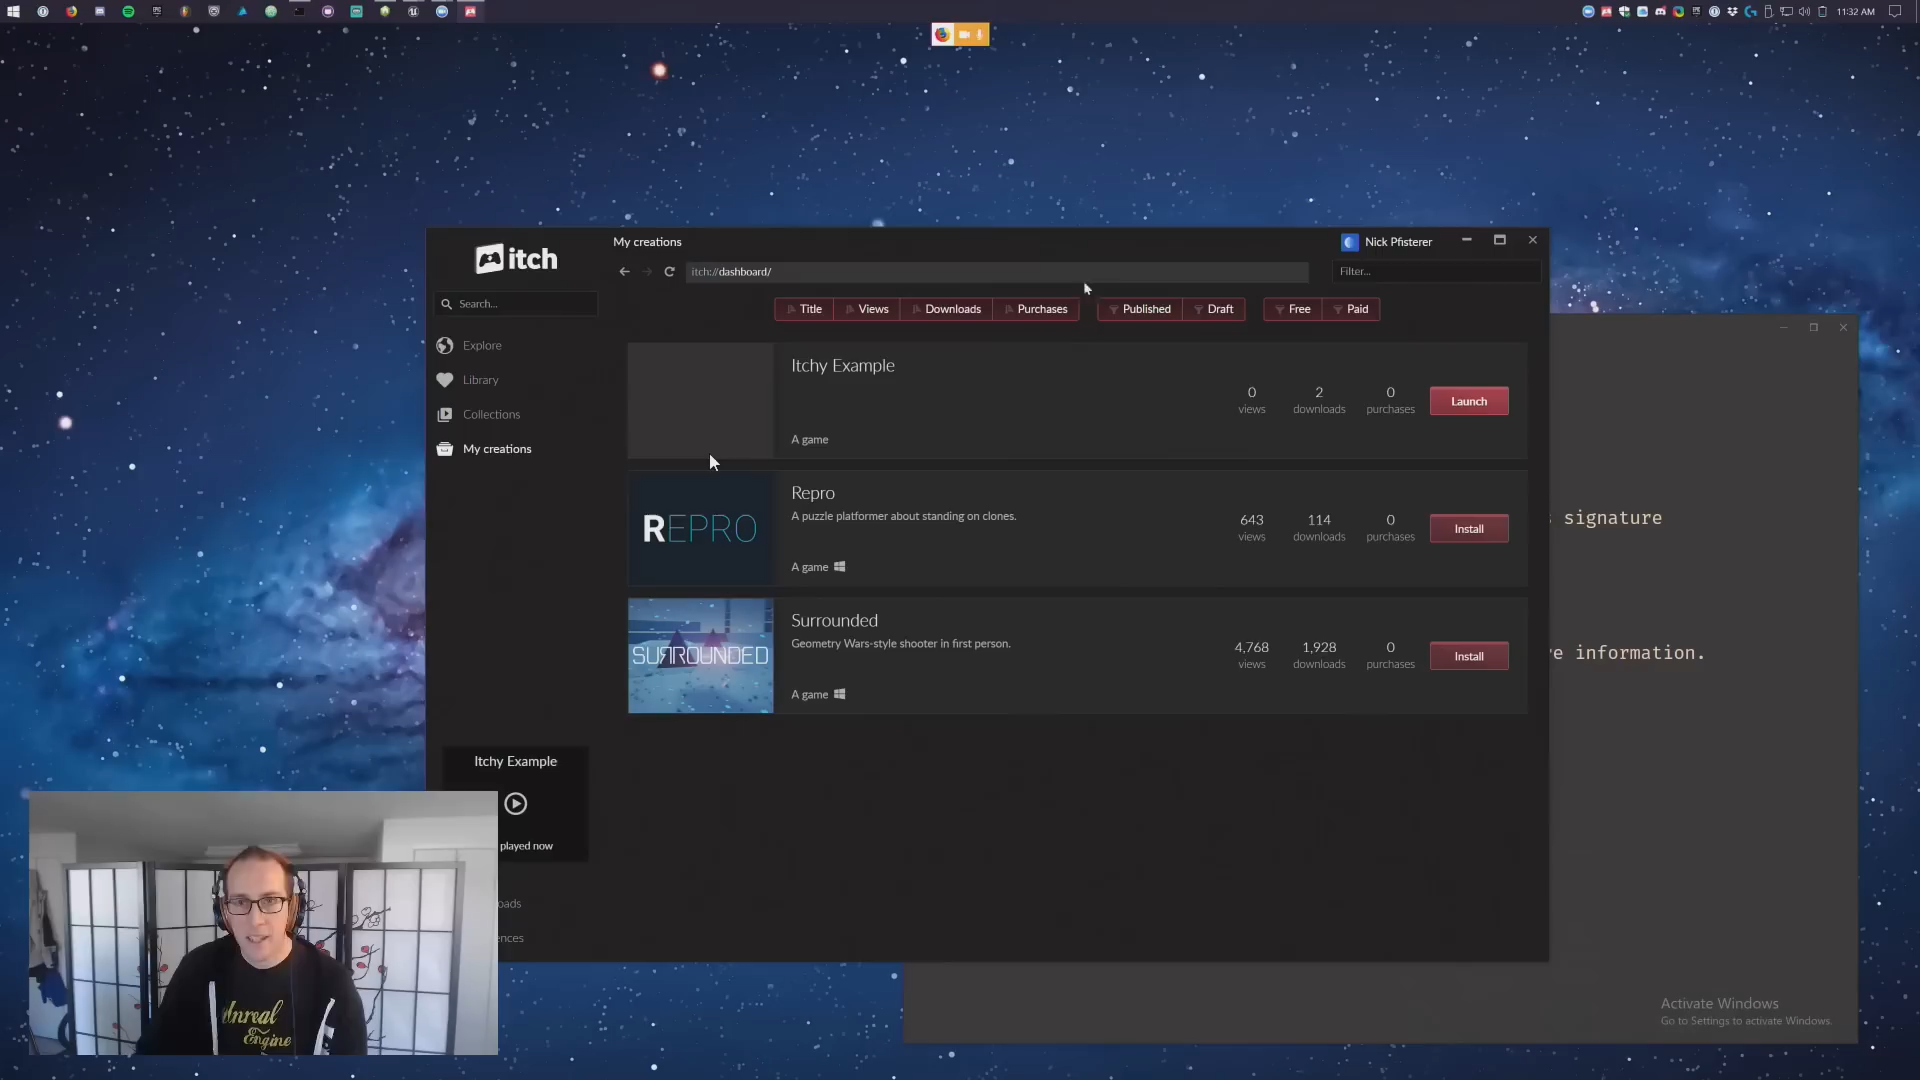 11:32 AM
itch
My creations
Nick Pfisterer
itch://dashboard/
Filter...
Search...
Title
Views
Downloads
Purchases
Published
Draft
Free
Paid
Explore
Library
Collections
My creations
Itchy Example
A game
0 views
2 downloads
0 purchases
Launch
Repro
A puzzle platformer about standing on clones.
REPRO
A game
643 views
114 downloads
0 purchases
Install
Surrounded
Geometry Wars-style shooter in first person.
SURROUNDED
A game
4,768 views
1,928 downloads
0 purchases
Install
signature
e information.
Itchy Example
played now
oads
ences
Unreal
Engine
Activate Windows
Go to Settings to activate Windows.